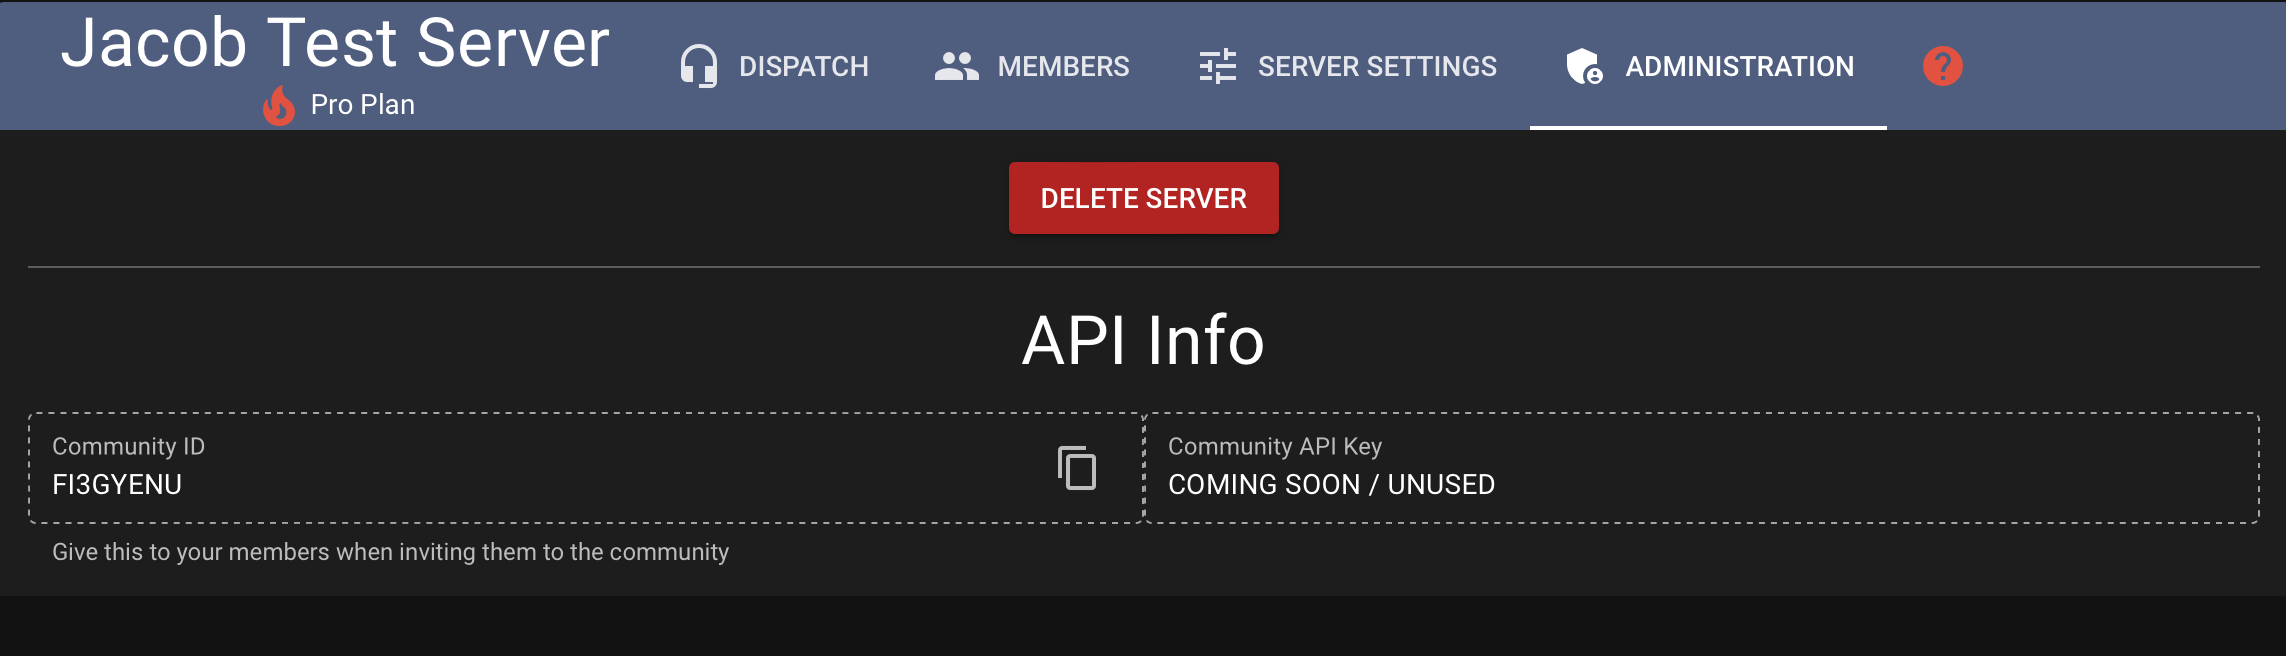 Jacob Test Server
Pro Plan
DISPATCH
MEMBERS
SERVER SETTINGS
ADMINISTRATION
?
DELETE SERVER
API Info
Community ID
FI3GYENU
Community API Key
COMING SOON / UNUSED
Give this to your members when inviting them to the community